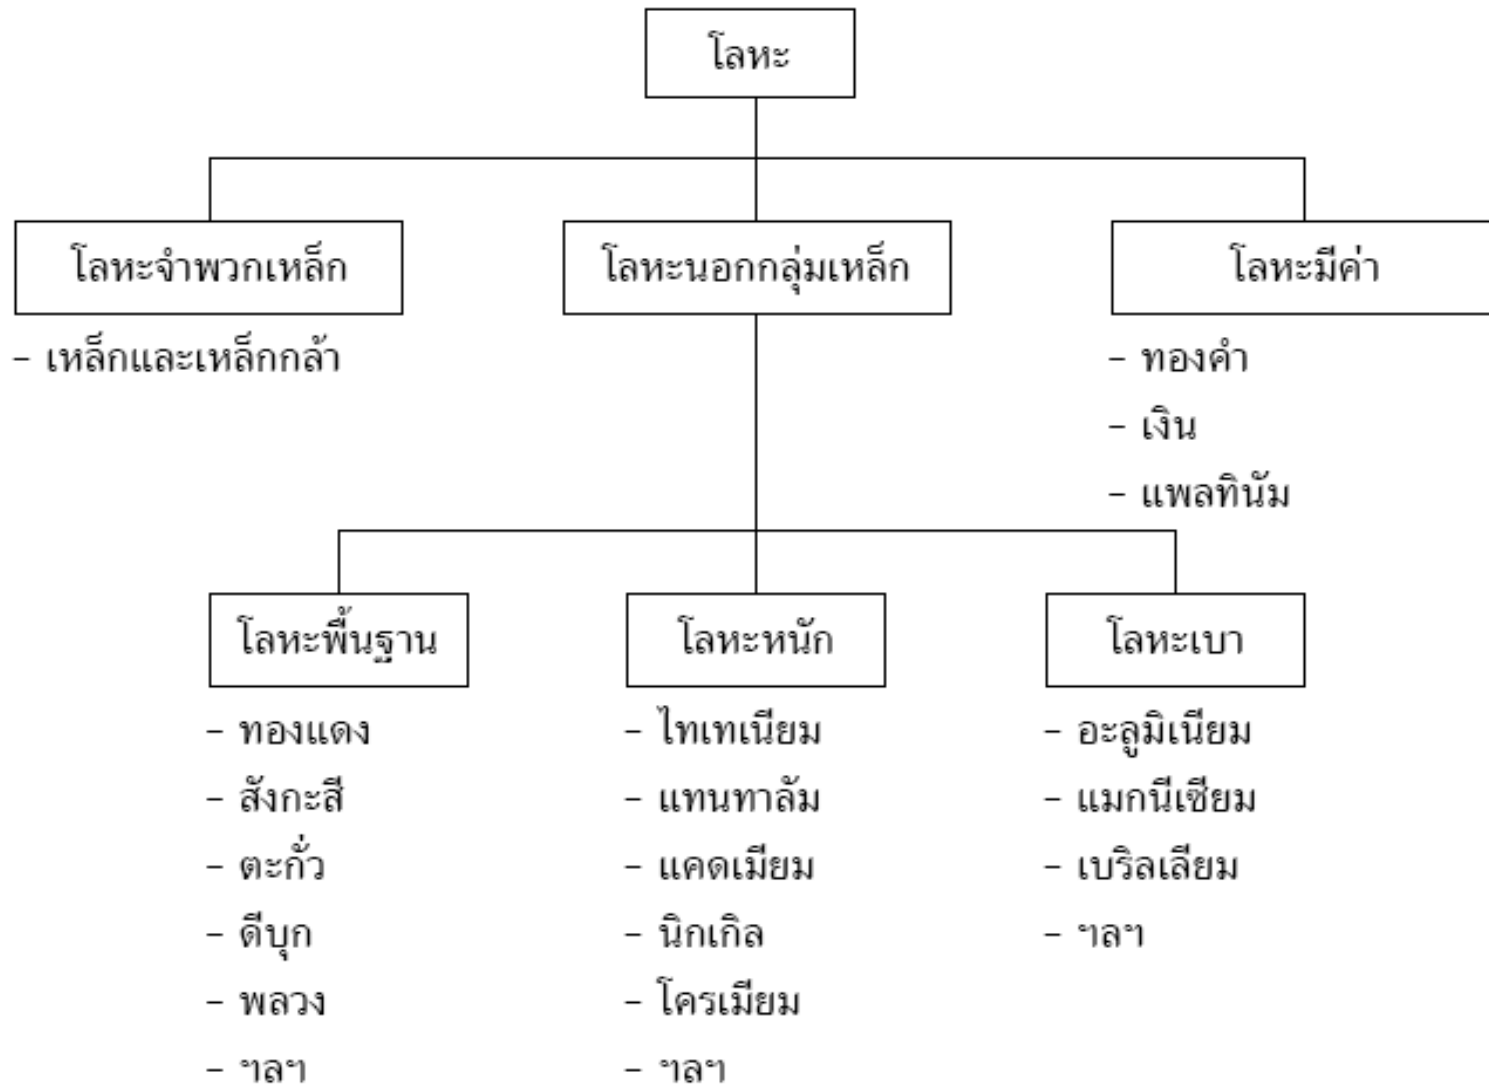 โลหะ
โลหะจำพวกเหล็ก
- เหล็กและเหล็กกล้า
โลหะนอกกลุ่มเหล็ก
โลหะมีค่า
- ทองคำ
- เงิน
- แพลทินัม
โลหะพื้นฐาน
- ทองแดง
- สังกะสี
- ตะกั่ว
- ดีบุก
- พลวง
- ฯลฯ
โลหะหนัก
- ไทเทเนียม
- แทนทาลัม
- แคดเมียม
- นิกเกิล
- โครเมียม
- ฯลฯ
โลหะเบา
- อะลูมิเนียม
- แมกนีเซียม
- เบริลเลียม
- ฯลฯ